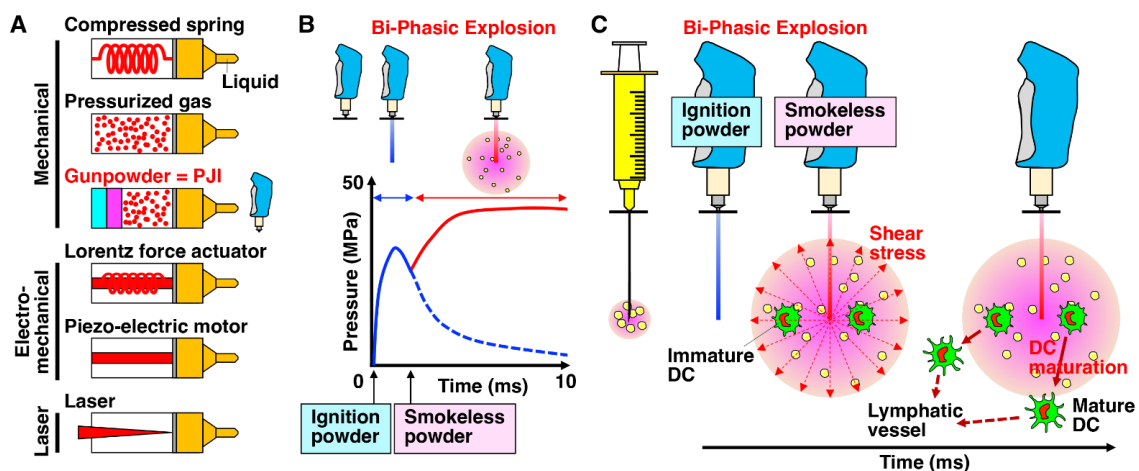 A
Compressed spring
Liquid
Pressurized gas
Gunpowder = PJI
Mechanical
Lorentz force actuator
Piezo-electric motor
Electro-
mechanical
Laser
Laser
B
Bi-Phasic Explosion
50
Pressure (MPa)
0
Time (ms)
10
Ignition
powder
Smokeless
powder
C
Bi-Phasic Explosion
Ignition
powder
Smokeless
powder
Shear
stress
Immature
DC
DC
maturation
Lymphatic
vessel
Mature
DC
Time (ms)